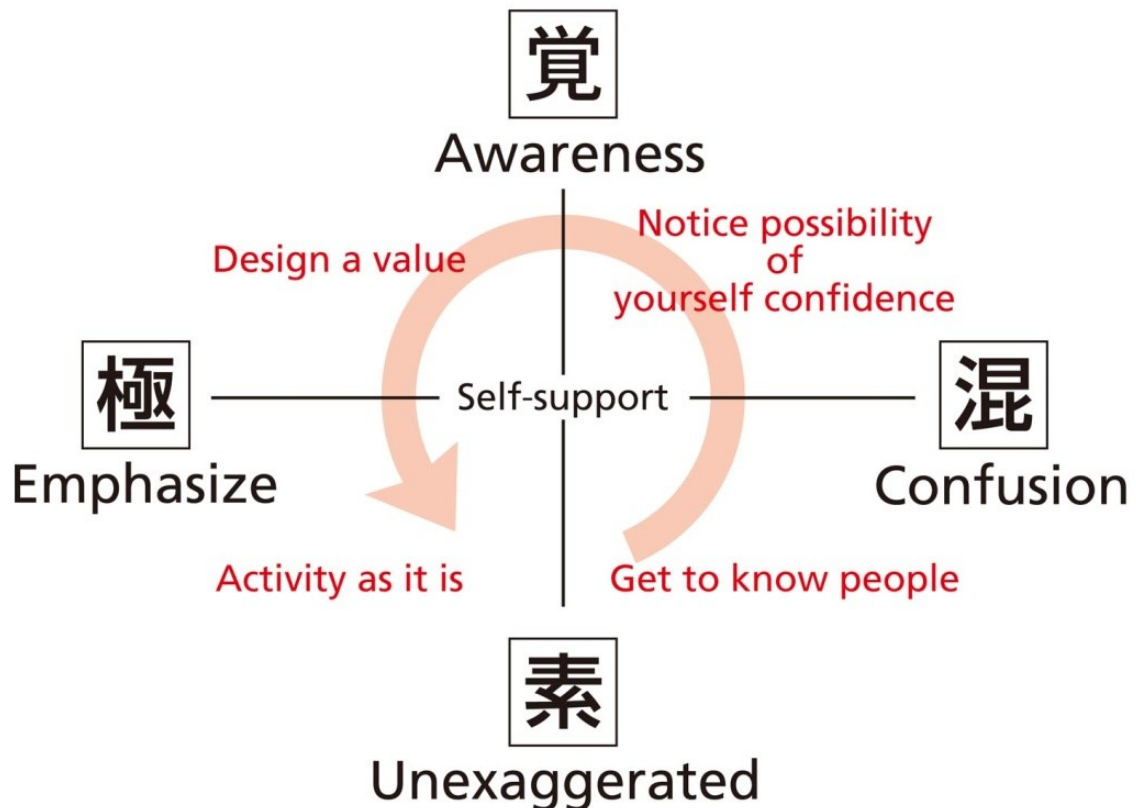 覚
Awareness
Design a value
Notice possibility
of
yourself confidence
極
Emphasize
Self-support
混
Confusion
Activity as it is
Get to know people
素
Unexaggerated